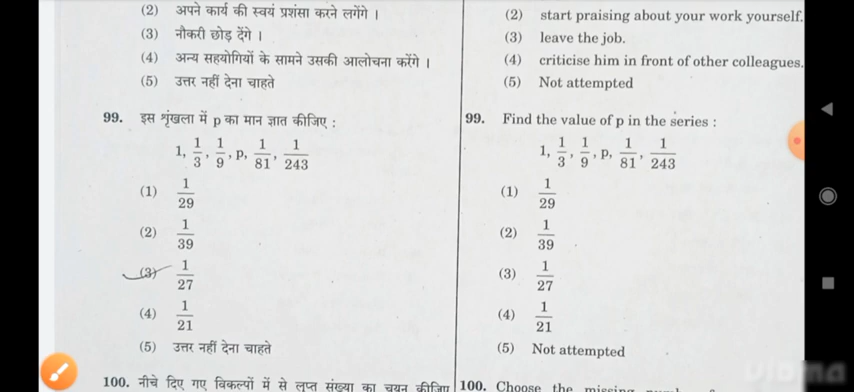 (2) अपने कार्य की स्वयं प्रशंसा करने लगेंगे ।
(3) नौकरी छोड़ देंगे ।
(4) अन्य सहयोगियों के सामने उसकी आलोचना करेंगे ।
(5) उत्तर नहीं देना चाहते
99. इस शृंखला में p का मान ज्ञात कीजिए :
1, 1/3, 1/9, p, 1/81, 1/243
(1) 1/29
(2) 1/39
(3) 1/27
(4) 1/21
(5) उत्तर नहीं देना चाहते
100. नीचे दिए गए विकल्पों में से लुप्त संख्या का चयन कीजिए
(2) start praising about your work yourself.
(3) leave the job.
(4) criticise him in front of other colleagues.
(5) Not attempted
99. Find the value of p in the series :
1, 1/3, 1/9, p, 1/81, 1/243
(1) 1/29
(2) 1/39
(3) 1/27
(4) 1/21
(5) Not attempted
100. Choose the missing